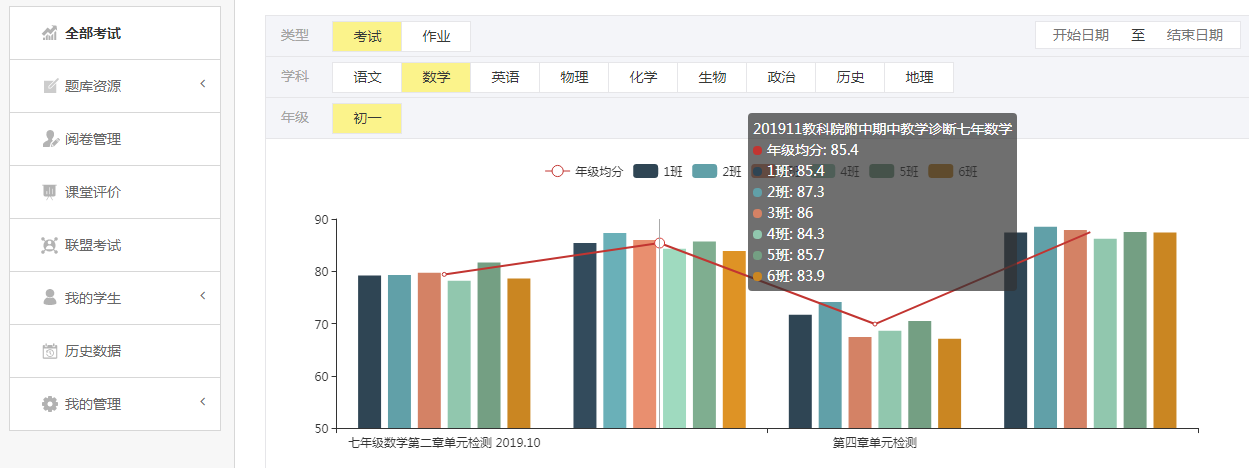 全部考试
题库资源
阅卷管理
课堂评价
联盟考试
我的学生
历史数据
我的管理
类型 考试 作业 开始日期 至 结束日期
学科 语文 数学 英语 物理 化学 生物 政治 历史 地理
年级 初一
201911教科院附中期中教学诊断七年数学
年级均分: 85.4
1班: 85.4
2班: 87.3
3班: 86
4班: 84.3
5班: 85.7
6班: 83.9
年级均分 1班 2班 4班 5班 6班
90
80
70
60
50
七年级数学第二章单元检测 2019.10 第四章单元检测